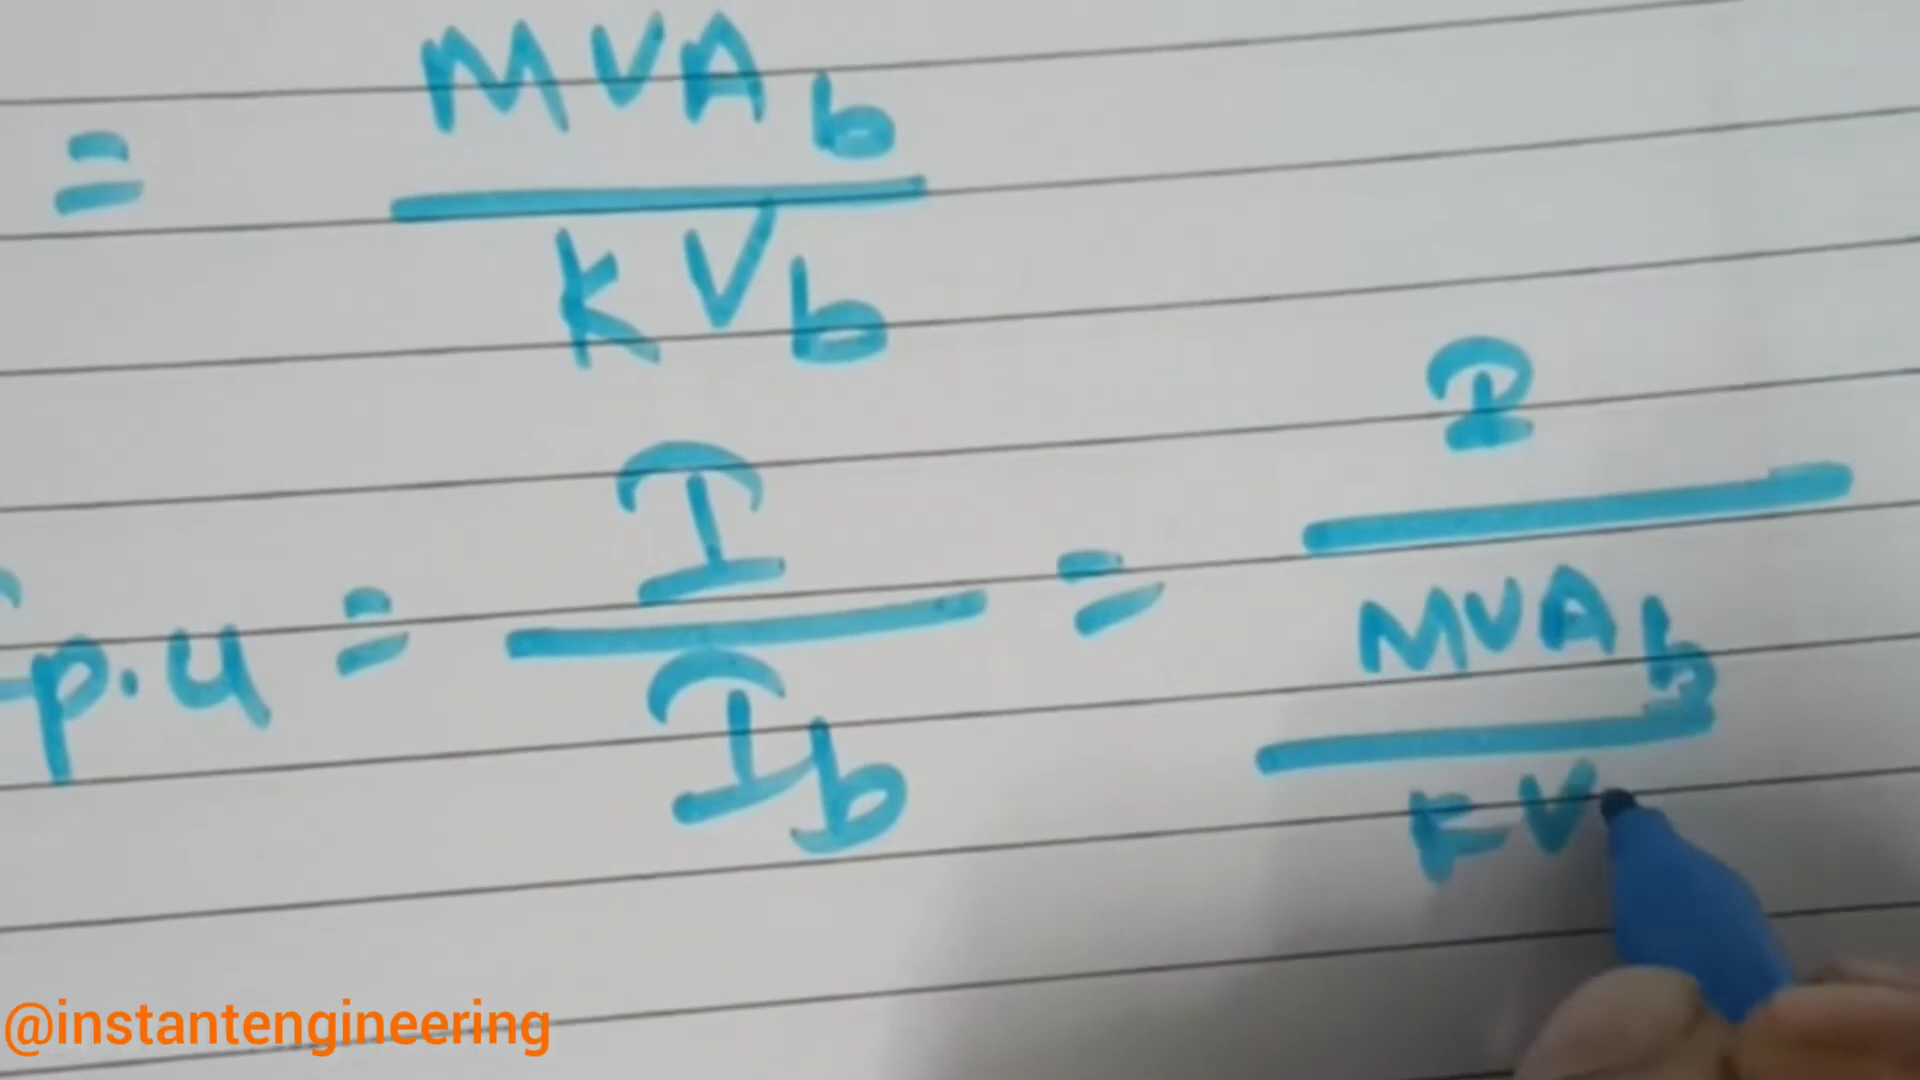 = MVAb
KVb
p.u = I = I
Ib MVAb
KV
@instantengineering